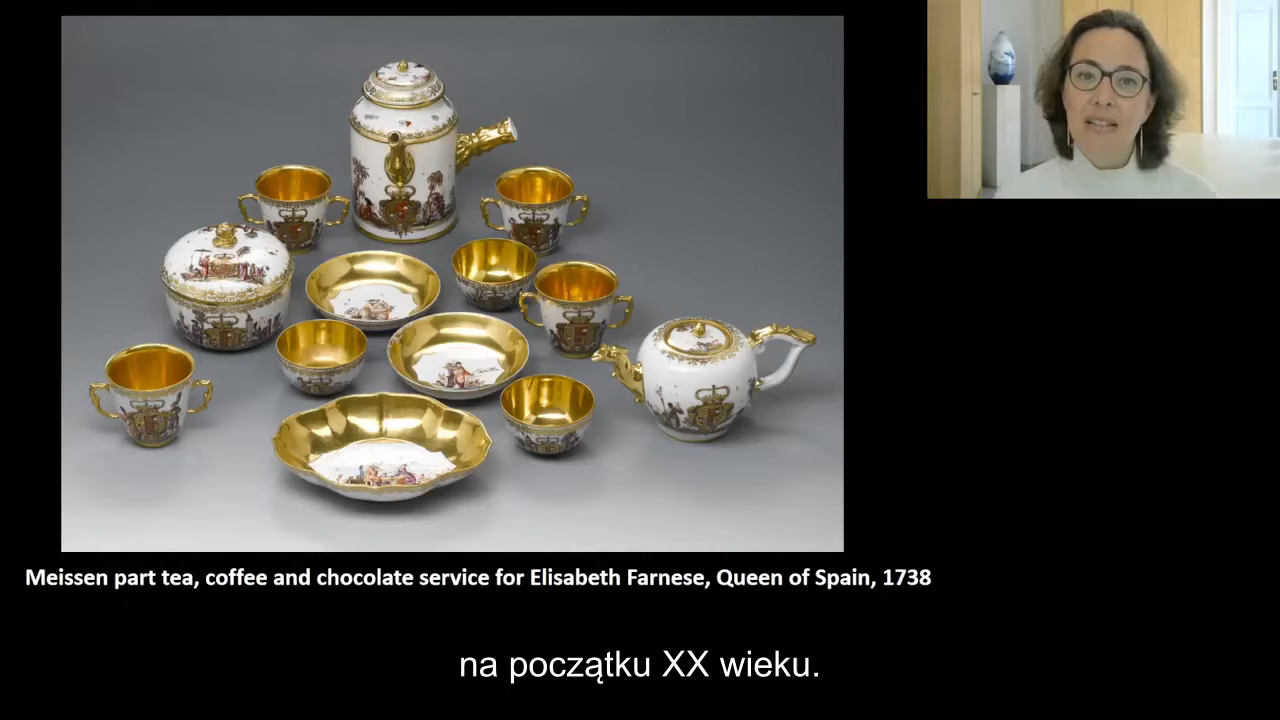 Meissen part tea, coffee and chocolate service for Elisabeth Farnese, Queen of Spain, 1738
na początku XX wieku.